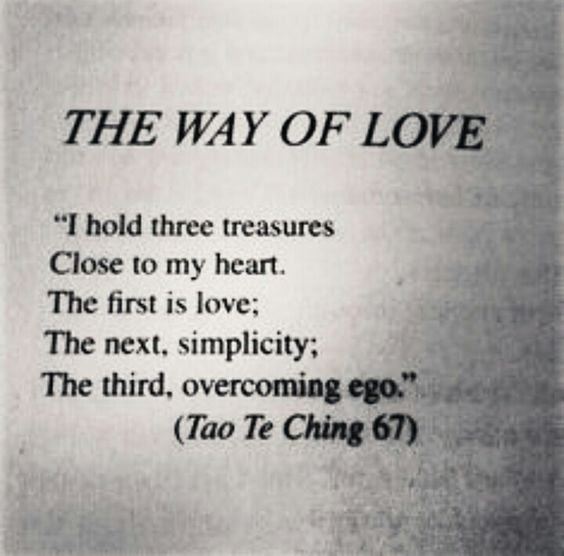 THE WAY OF LOVE
“I hold three treasures
Close to my heart.
The first is love;
The next, simplicity;
The third, overcoming ego.”
(Tao Te Ching 67)